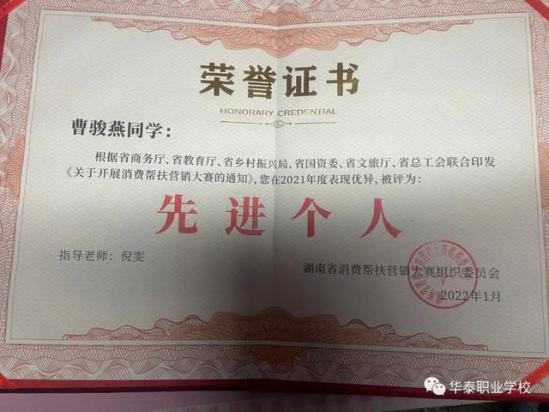 荣誉证书
HONORARY CREDENTIAL
曹骏燕同学：
根据省商务厅、省教育厅、省乡村振兴局、省国资委、省文旅厅、省总工会联合印发
《关于开展消费帮扶营销大赛的通知》，您在2021年度表现优异，被评为：
先进个人
指导老师：倪雯
湖南省消费帮扶营销大赛组织委员会
2022年1月
华泰职业学校